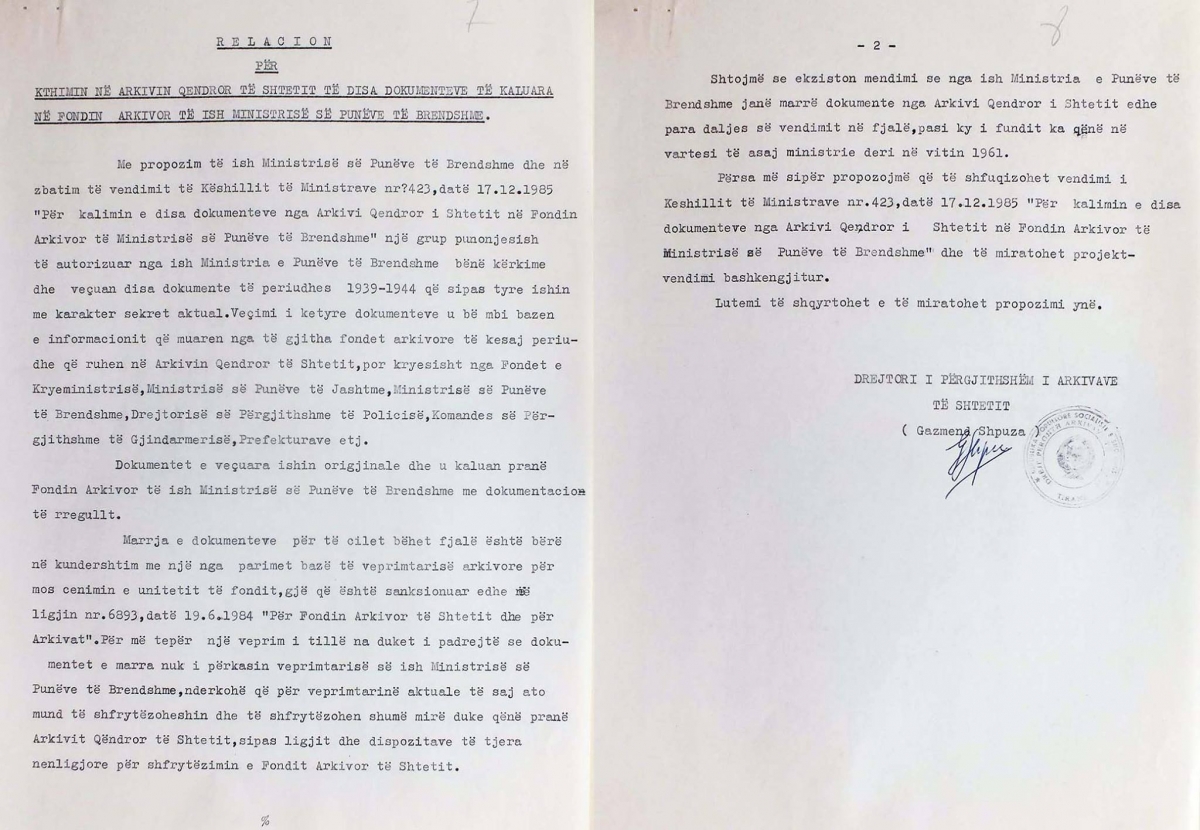 7
R E L A C I O N
PËR
KTHIMIN NË ARKIVIN QENDROR TË SHTETIT TË DISA DOKUMENTEVE TË KALUARA
NË FONDIN ARKIVOR TË ISH MINISTRISË SË PUNËVE TË BRENDSHME.
Me propozim të ish Ministrisë së Punëve të Brendshme dhe në
zbatim të vendimit të Këshillit të Ministrave nr?423,datë 17.12.1985
"Për kalimin e disa dokumenteve nga Arkivi Qendror i Shtetit në Fondin
Arkivor të Ministrisë së Punëve të Brendshme" një grup punonjesish
të autorizuar nga ish Ministria e Punëve të Brendshme bënë kërkime
dhe veçuan disa dokumente të periudhes 1939-1944 që sipas tyre ishin
me karakter sekret aktual.Veçimi i ketyre dokumenteve u bë mbi bazen
e informacionit që muaren nga të gjitha fondet arkivore të kesaj periu-
dhe që ruhen në Arkivin Qendror të Shtetit,por kryesisht nga Fondet e
Kryeministrisë,Ministrisë së Punëve të Jashtme,Ministrisë së Punëve
të Brendshme,Drejtorisë së Përgjithshme të Policisë,Komandes së Për-
gjithshme të Gjindarmerisë,Prefekturave etj.
Dokumentet e veçuara ishin origjinale dhe u kaluan pranë
Fondin Arkivor të ish Ministrisë së Punëve të Brendshme me dokumentacion
të rregullt.
Marrja e dokumenteve për të cilet bëhet fjalë është bërë
në kundershtim me një nga parimet bazë të veprimtarisë arkivore për
mos cenimin e unitetit të fondit,gjë që është sanksionuar edhe në
ligjin nr.6893,datë 19.6.1984 "Për Fondin Arkivor të Shtetit dhe për
Arkivat".Për më tepër një veprim i tillë na duket i padrejtë se doku-
mentet e marra nuk i përkasin veprimtarisë së ish Ministrisë së
Punëve të Brendshme,nderkohë që për veprimtarinë aktuale të saj ato
mund të shfrytëzoheshin dhe të shfrytëzohen shumë mirë duke qënë pranë
Arkivit Qëndror të Shtetit,sipas ligjit dhe dispozitave të tjera
nenligjore për shfrytëzimin e Fondit Arkivor të Shtetit.
%
8
- 2 -
Shtojmë se ekziston mendimi se nga ish Ministria e Punëve të
Brendshme janë marrë dokumente nga Arkivi Qendror i Shtetit edhe
para daljes së vendimit në fjalë,pasi ky i fundit ka qënë në
vartesi të asaj ministrie deri në vitin 1961.
Përsa më sipër propozojmë që të shfuqizohet vendimi i
Keshillit të Ministrave nr.423,datë 17.12.1985 "Për kalimin e disa
dokumenteve nga Arkivi Qendror i Shtetit në Fondin Arkivor të
Ministrisë së Punëve të Brendshme" dhe të miratohet projekt-
vendimi bashkengjitur.
Lutemi të shqyrtohet e të miratohet propozimi ynë.
DREJTORI I PËRGJITHSHËM I ARKIVAVE
TË SHTETIT
( Gazmend Shpuza )